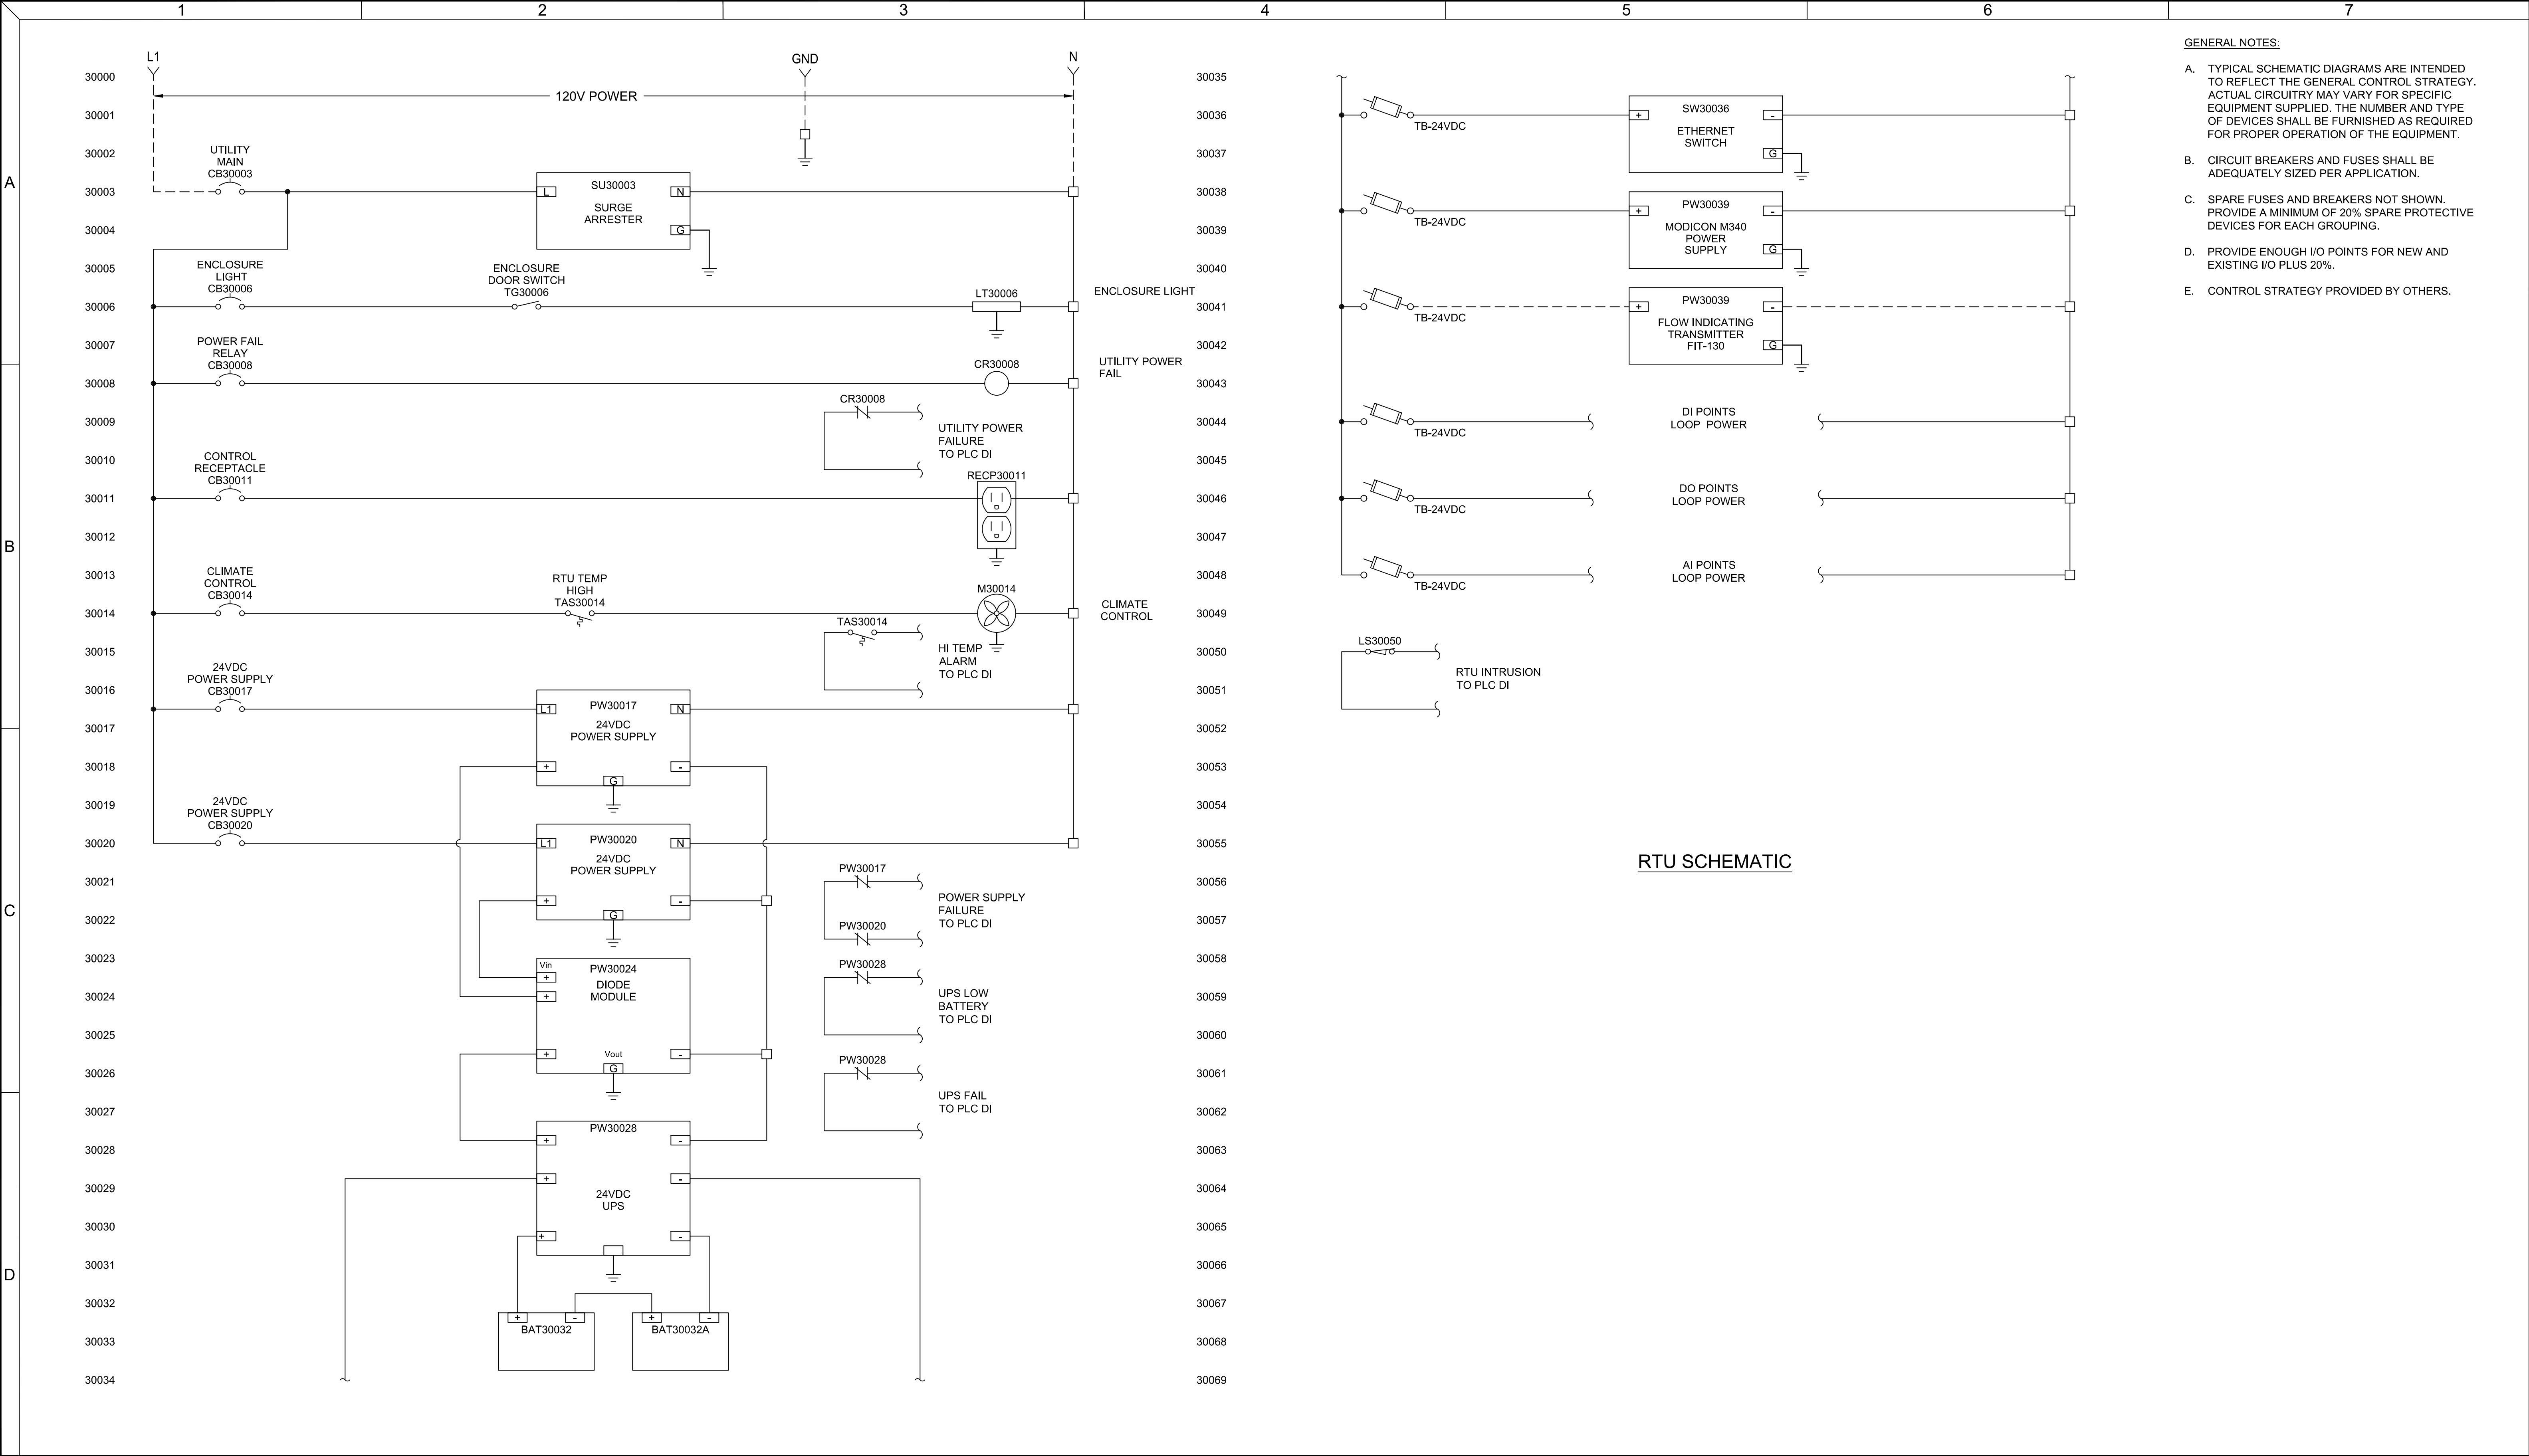 1
2
3
4
5
6
7
A
B
C
D
L1
GND
N
120V POWER
30000
30001
30002
30003
30004
30005
30006
30007
30008
30009
30010
30011
30012
30013
30014
30015
30016
30017
30018
30019
30020
30021
30022
30023
30024
30025
30026
30027
30028
30029
30030
30031
30032
30033
30034
UTILITY
MAIN
CB30003
L
SU30003
N
SURGE
ARRESTER
G
ENCLOSURE
LIGHT
CB30006
ENCLOSURE
DOOR SWITCH
TG30006
LT30006
ENCLOSURE LIGHT
POWER FAIL
RELAY
CB30008
CR30008
UTILITY POWER
FAIL
CR30008
UTILITY POWER
FAILURE
TO PLC DI
CONTROL
RECEPTACLE
CB30011
RECP30011
CLIMATE
CONTROL
CB30014
RTU TEMP
HIGH
TAS30014
M30014
CLIMATE
CONTROL
TAS30014
HI TEMP
ALARM
TO PLC DI
24VDC
POWER SUPPLY
CB30017
L1
PW30017
N
24VDC
POWER SUPPLY
+
-
G
24VDC
POWER SUPPLY
CB30020
L1
PW30020
N
24VDC
POWER SUPPLY
+
-
G
PW30017
POWER SUPPLY
FAILURE
TO PLC DI
PW30020
Vin
PW30024
+
DIODE
MODULE
+
+
Vout
-
G
PW30028
UPS LOW
BATTERY
TO PLC DI
PW30028
UPS FAIL
TO PLC DI
PW30028
+
-
+
-
24VDC
UPS
+
-
+
-
BAT30032
+
-
BAT30032A
30035
30036
30037
30038
30039
30040
30041
30042
30043
30044
30045
30046
30047
30048
30049
30050
30051
30052
30053
30054
30055
30056
30057
30058
30059
30060
30061
30062
30063
30064
30065
30066
30067
30068
30069
TB-24VDC
SW30036
+
-
ETHERNET
SWITCH
G
TB-24VDC
PW30039
+
-
MODICON M340
POWER
SUPPLY
G
TB-24VDC
PW30039
+
-
FLOW INDICATING
TRANSMITTER
FIT-130
G
TB-24VDC
DI POINTS
LOOP POWER
TB-24VDC
DO POINTS
LOOP POWER
TB-24VDC
AI POINTS
LOOP POWER
LS30050
RTU INTRUSION
TO PLC DI
RTU SCHEMATIC
GENERAL NOTES:
A. TYPICAL SCHEMATIC DIAGRAMS ARE INTENDED
TO REFLECT THE GENERAL CONTROL STRATEGY.
ACTUAL CIRCUITRY MAY VARY FOR SPECIFIC
EQUIPMENT SUPPLIED. THE NUMBER AND TYPE
OF DEVICES SHALL BE FURNISHED AS REQUIRED
FOR PROPER OPERATION OF THE EQUIPMENT.
B. CIRCUIT BREAKERS AND FUSES SHALL BE
ADEQUATELY SIZED PER APPLICATION.
C. SPARE FUSES AND BREAKERS NOT SHOWN.
PROVIDE A MINIMUM OF 20% SPARE PROTECTIVE
DEVICES FOR EACH GROUPING.
D. PROVIDE ENOUGH I/O POINTS FOR NEW AND
EXISTING I/O PLUS 20%.
E. CONTROL STRATEGY PROVIDED BY OTHERS.